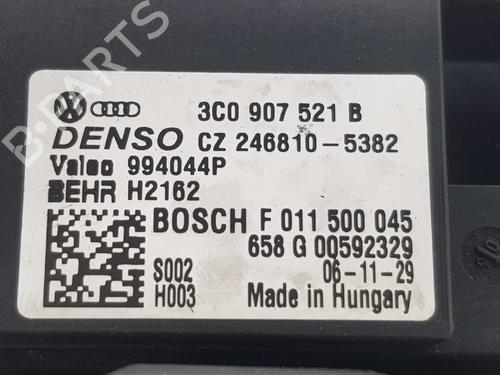 B-PARTS
3C0 907 521 B
DENSO CZ 246810-5382
Valeo 994044P
BEHR H2162
BOSCH F 011 500 045
658 G 00592329
S002 06-11-29
H003 Made in Hungary